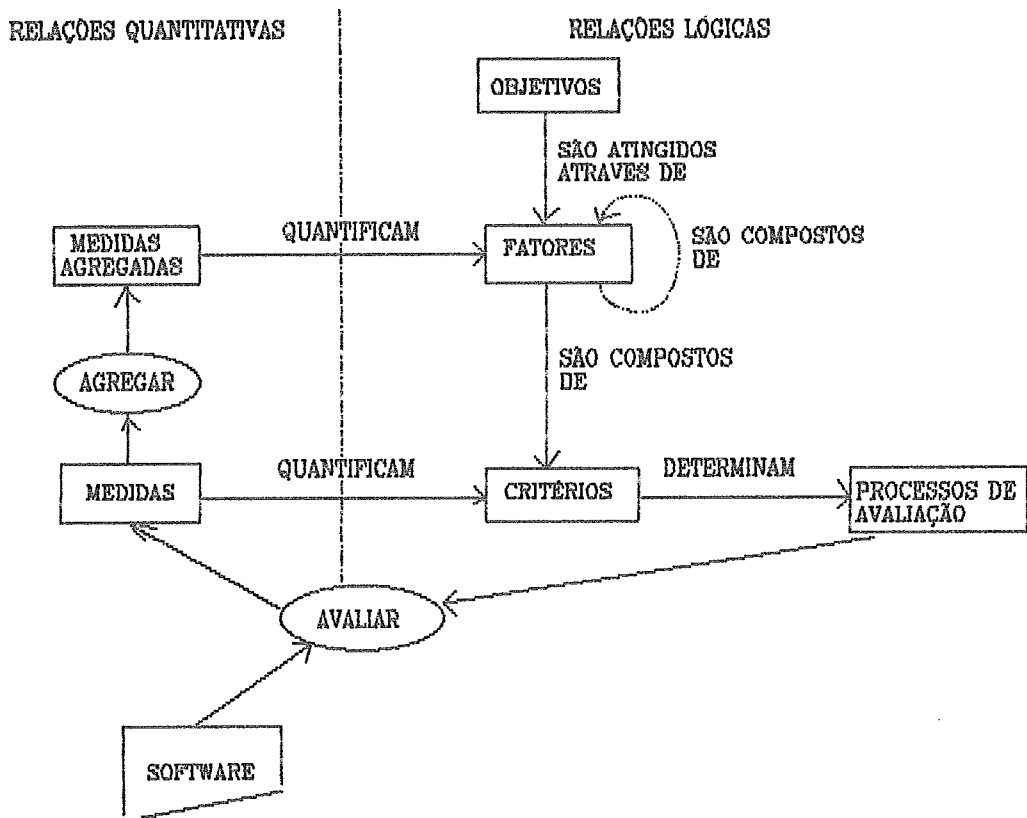 RELAÇÕES QUANTITATIVAS
RELAÇÕES LÓGICAS
OBJETIVOS
SÃO ATINGIDOS
ATRAVES DE
MEDIDAS
AGREGADAS
QUANTIFICAM
FATORES
SAO COMPOSTOS
DE
SÃO COMPOSTOS
DE
AGREGAR
MEDIDAS
QUANTIFICAM
CRITÉRIOS
DETERMINAM
PROCESSOS DE
AVALIAÇÃO
AVALIAR
SOFTWARE